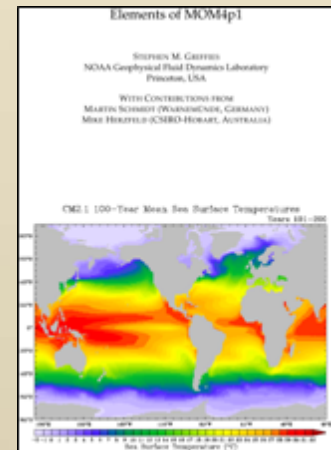 Elements of MOM4p1
STEPHEN M. GRIFFIES
NOAA Geophysical Fluid Dynamics Laboratory
Princeton, USA
WITH CONTRIBUTIONS FROM
MARTIN SCHMIDT (WARNEMÜNDE, GERMANY)
MIKE HERZFELD (CSIRO-HOBART, AUSTRALIA)
CM2.1 100-Year Mean Sea Surface Temperatures
Years 101-200
Sea Surface Temperature (°C)